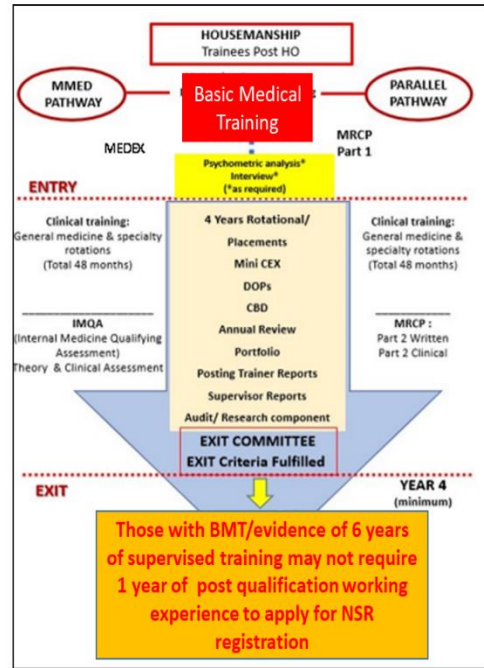 HOUSEMANSHIP
Trainees Post HO
MMED
PATHWAY
Basic Medical
Training
PARALLEL
PATHWAY
MEDEX
MRCP
Part 1
Psychometric analysis*
Interview*
(*as required)
ENTRY
Clinical training:
General medicine &
specialty
rotations
(Total 48 months)
4 Years Rotational/
Placements
Mini CEX
DOPs
CBD
Annual Review
Portfolio
Posting Trainer Reports
Supervisor Reports
Audit/ Research component
Clinical training:
General medicine &
specialty
rotations
(Total 48 months)
IMQA
(Internal Medicine Qualifying
Assessment)
Theory & Clinical Assessment
MRCP :
Part 2 Written
Part 2 Clinical
EXIT COMMITTEE
EXIT Criteria Fulfilled
EXIT
YEAR 4
(minimum)
Those with BMT/evidence of 6 years
of supervised training may not require
1 year of post qualification working
experience to apply for NSR
registration